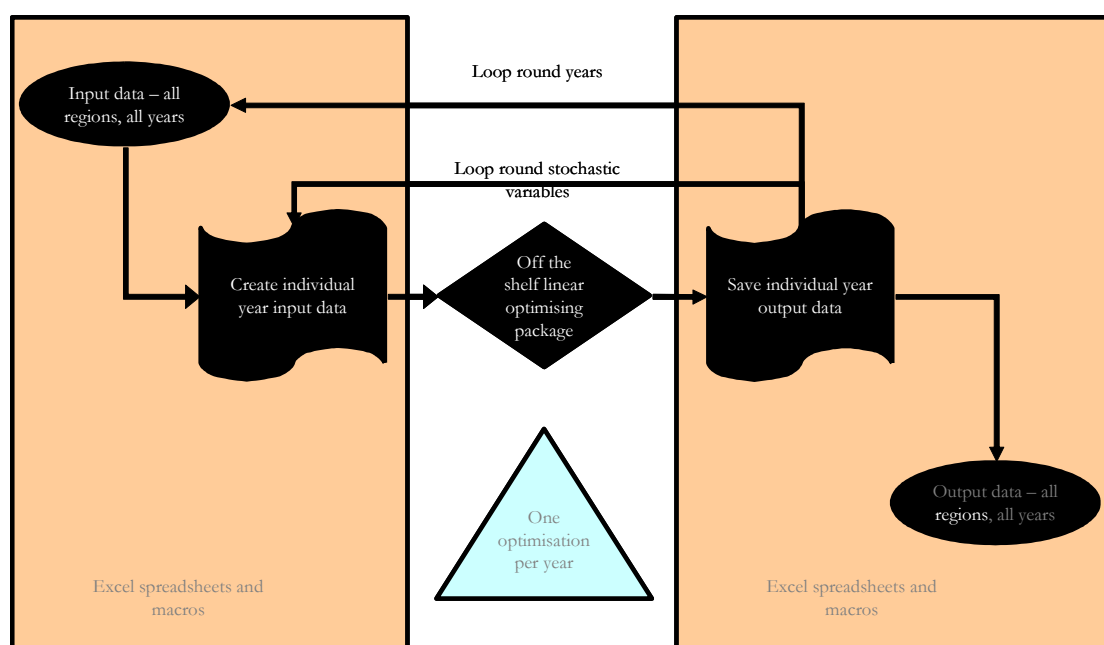 Loop round years
Input data – all
regions, all years
Loop round stochastic
variables
Create individual
year input data
Off the
shelf linear
optimising
package
Save individual year
output data
Output data – all
regions, all years
One
optimisation
per year
Excel spreadsheets and
macros
Excel spreadsheets and
macros